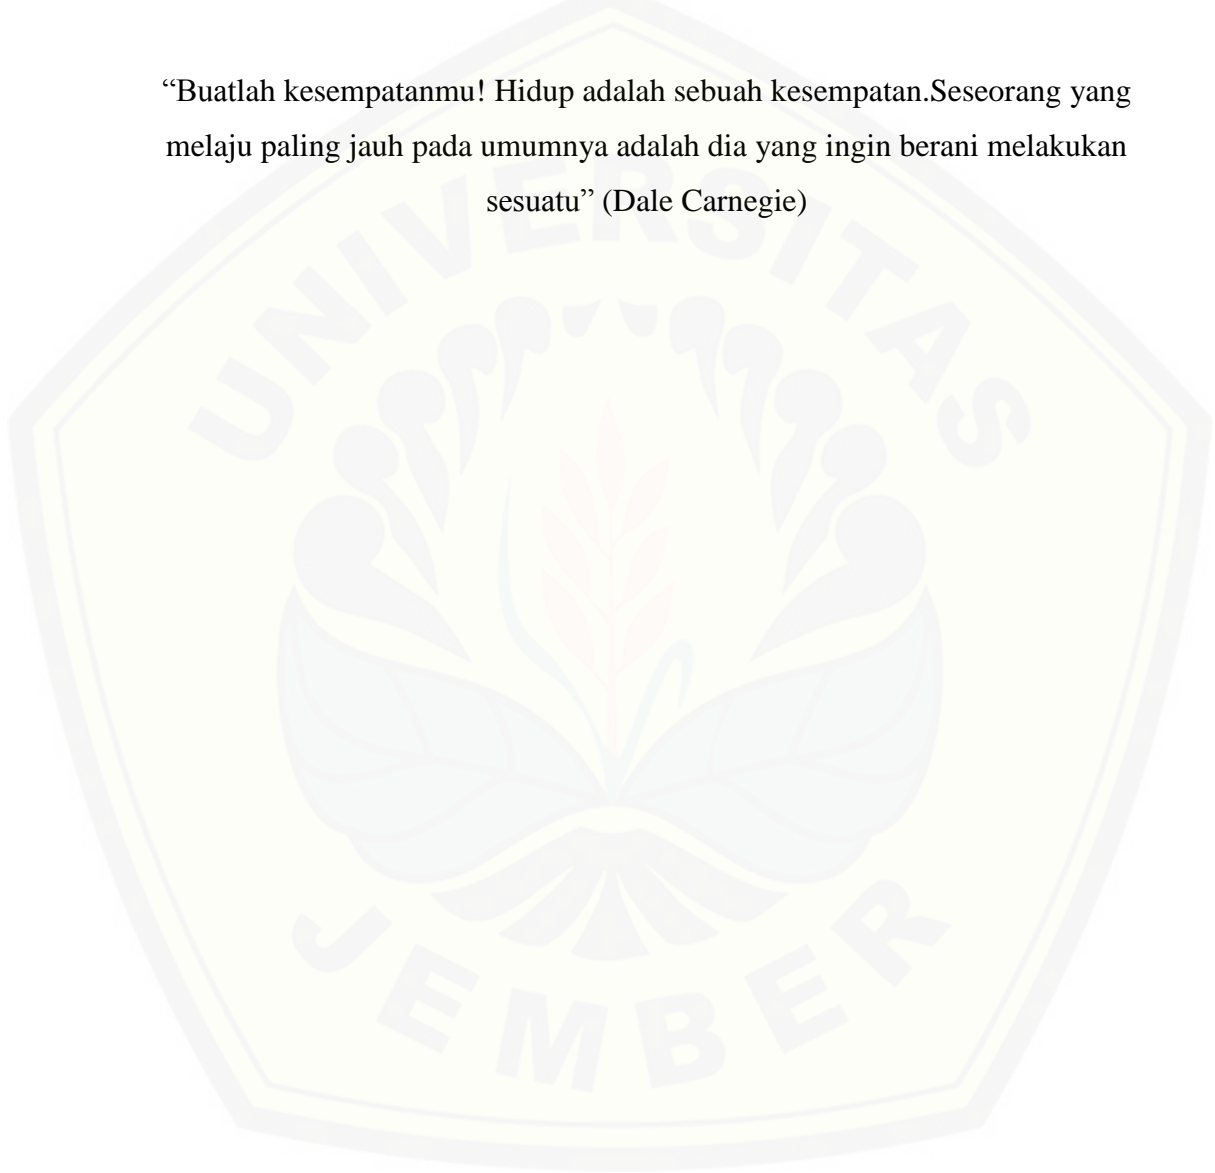 “Buatlah kesempatanmu! Hidup adalah sebuah kesempatan.Seseorang yang
melaju paling jauh pada umumnya adalah dia yang ingin berani melakukan
sesuatu” (Dale Carnegie)
UNIVERSITAS
JEMBER